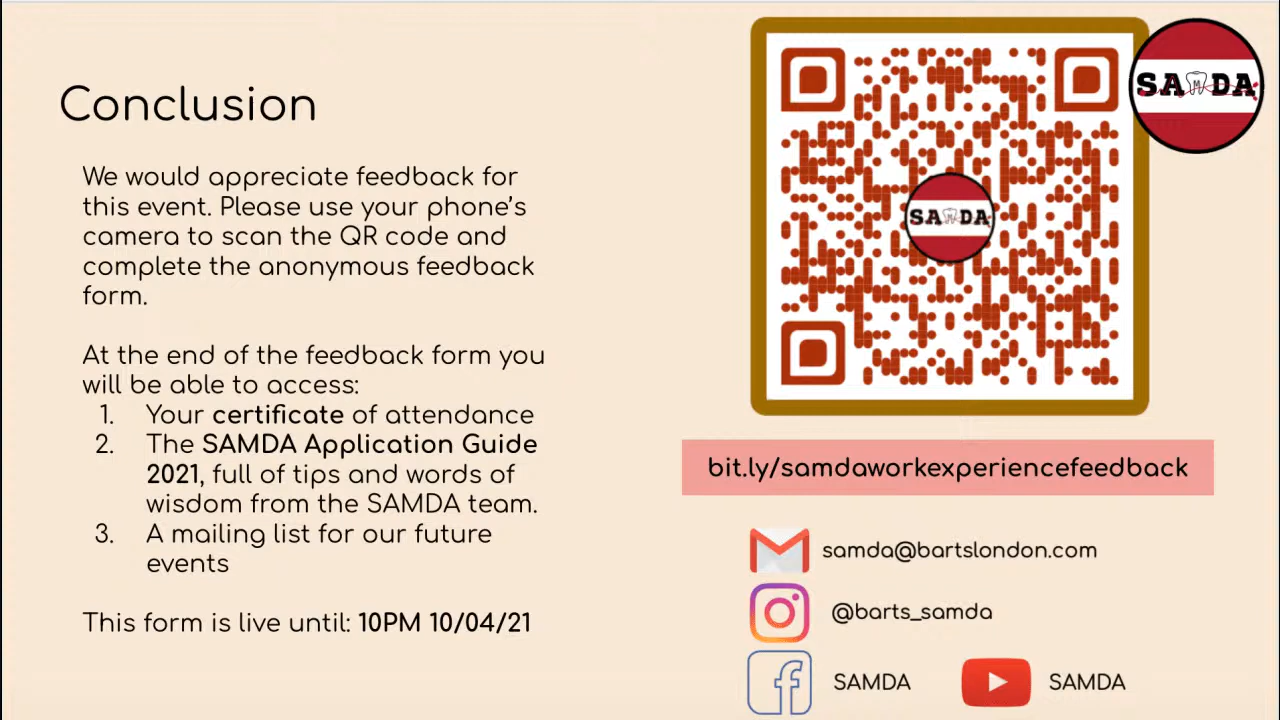 Conclusion
We would appreciate feedback for
this event. Please use your phone's
camera to scan the QR code and
complete the anonymous feedback
form.
At the end of the feedback form you
will be able to access:
1. Your certificate of attendance
2. The SAMDA Application Guide
2021, full of tips and words of
wisdom from the SAMDA team.
3. A mailing list for our future
events
This form is live until: 10PM 10/04/21
SAMDA
SAMDA
bit.ly/samdaworkexperiencefeedback
samda@bartslondon.com
@barts_samda
SAMDA
SAMDA